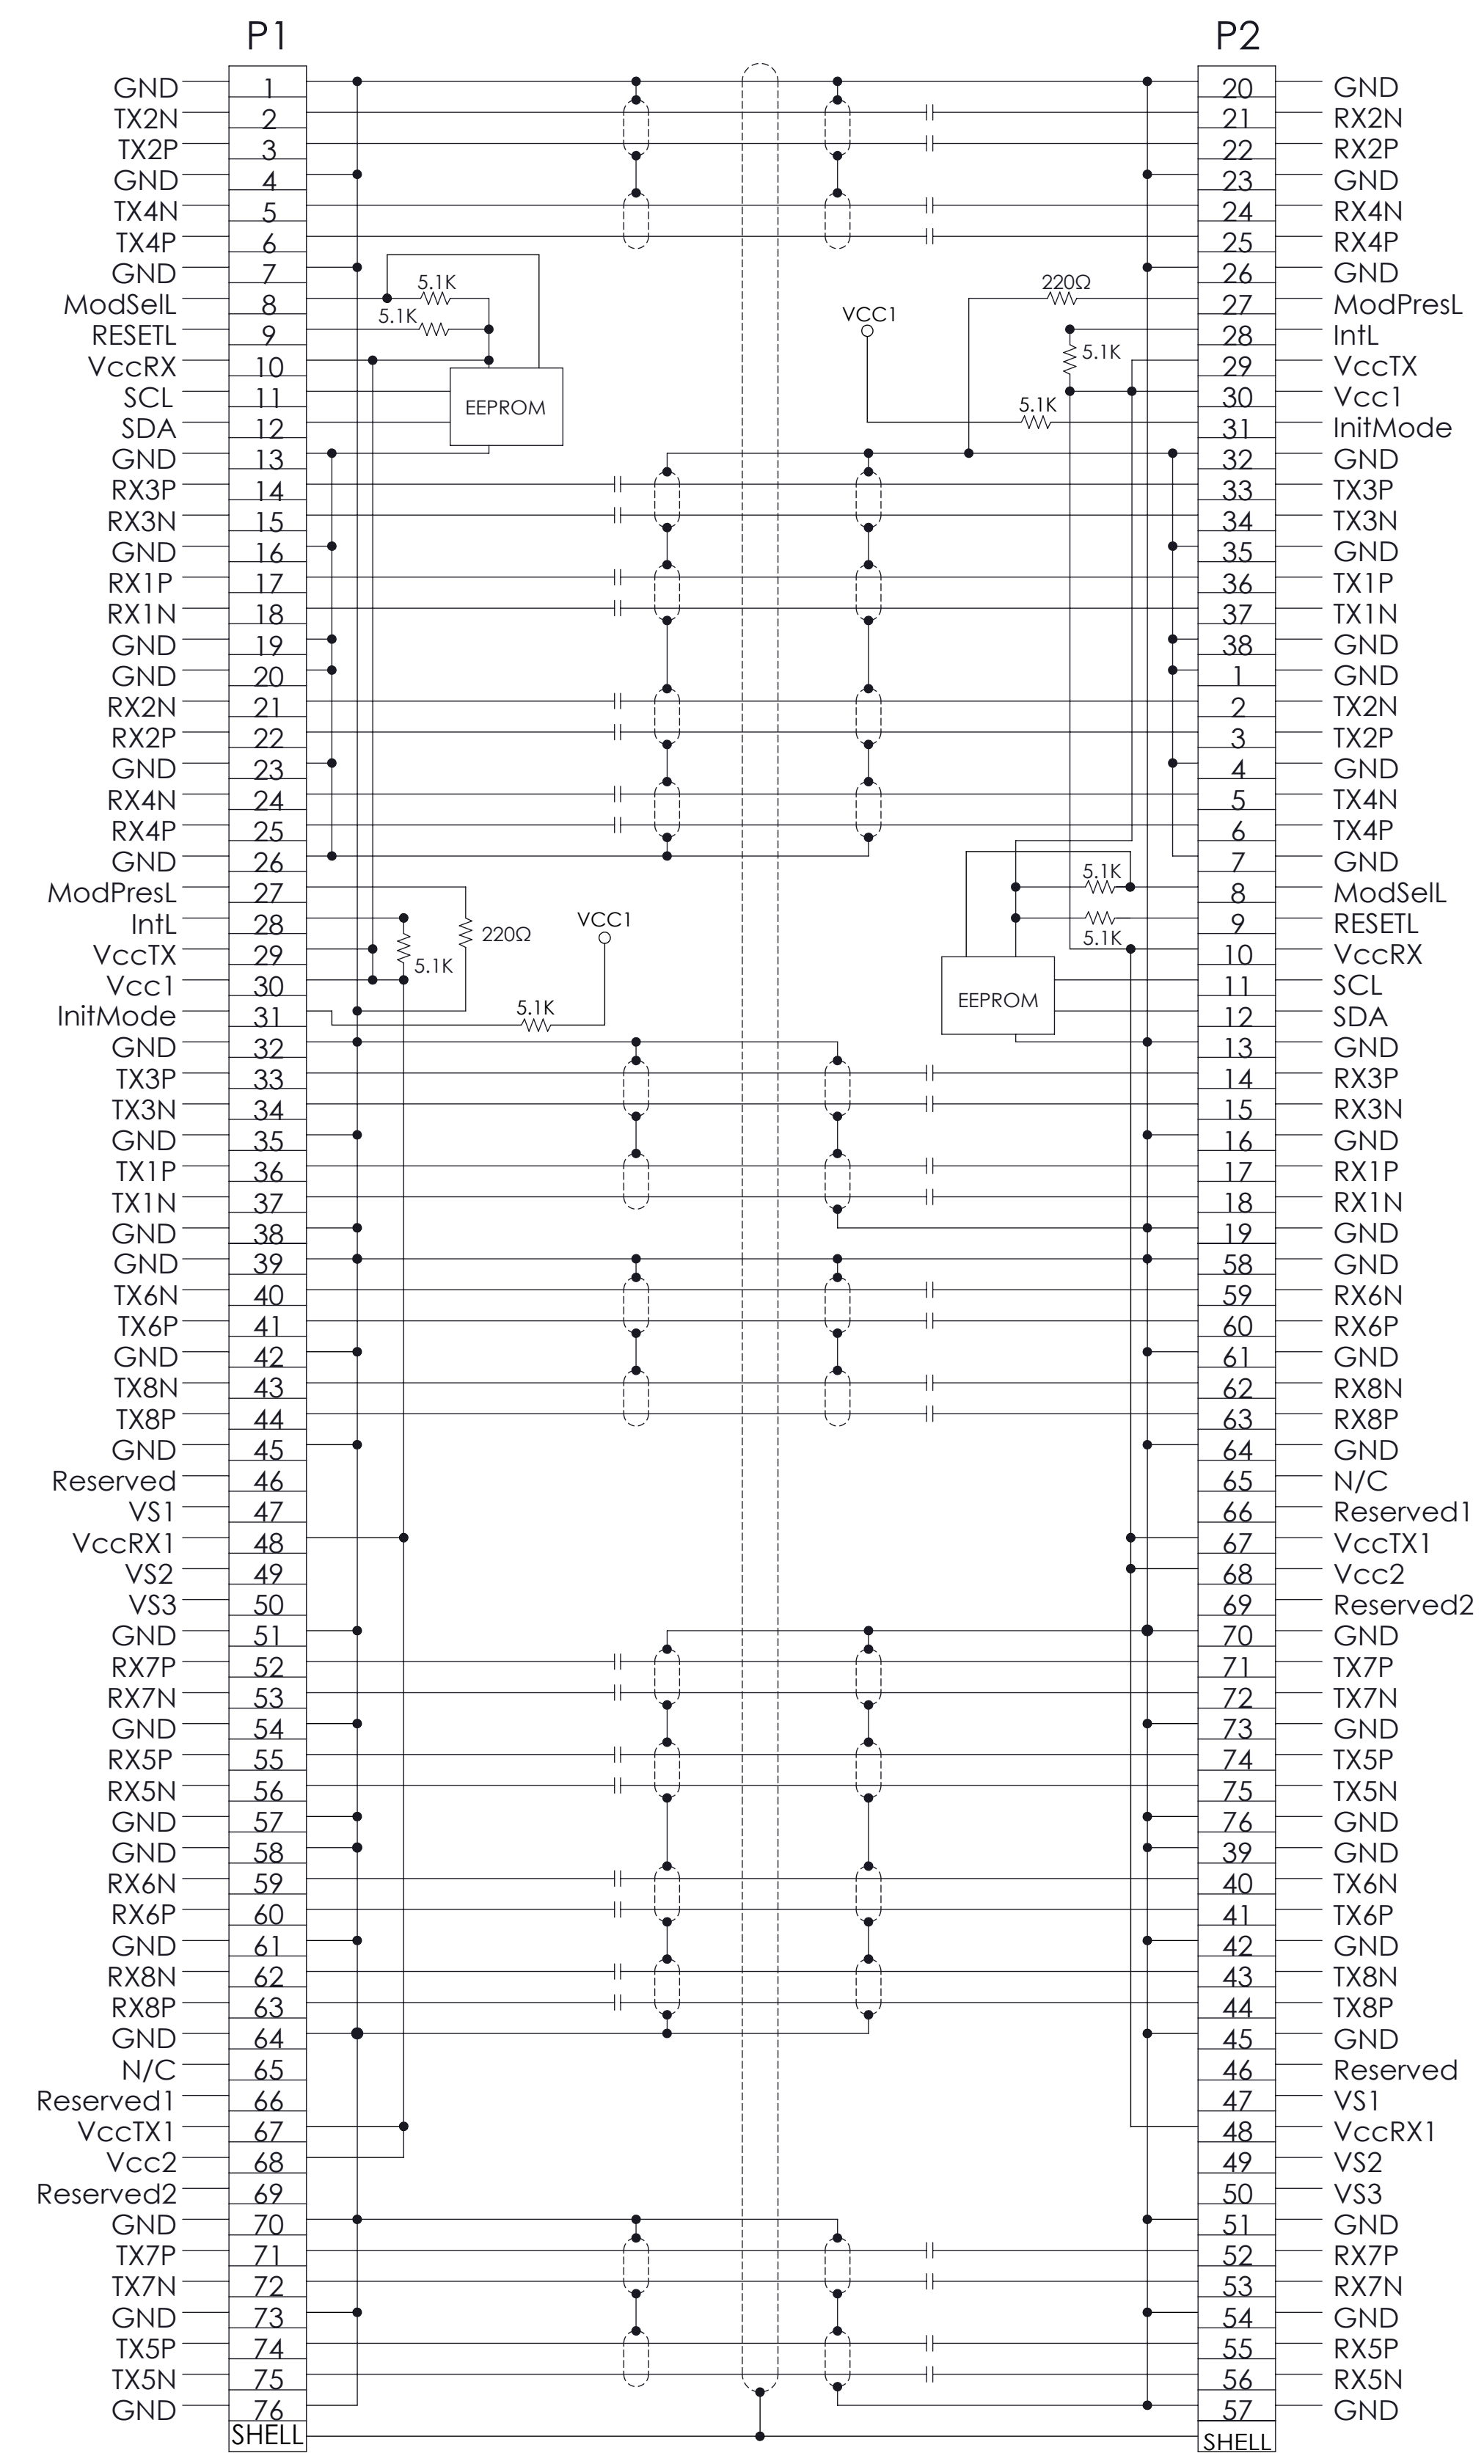 P1 P2
GND 1 20 GND
TX2N 2 21 RX2N
TX2P 3 22 RX2P
GND 4 23 GND
TX4N 5 24 RX4N
TX4P 6 25 RX4P
GND 7 26 GND
5.1K 220Ω
ModSelL 8 27 ModPresL
5.1K VCC1
RESETL 9 28 IntL
5.1K
VccRX 10 29 VccTX
SCL 11 EEPROM 30 Vcc1
5.1K
SDA 12 31 InitMode
GND 13 32 GND
RX3P 14 33 TX3P
RX3N 15 34 TX3N
GND 16 35 GND
RX1P 17 36 TX1P
RX1N 18 37 TX1N
GND 19 38 GND
GND 20 1 GND
RX2N 21 2 TX2N
RX2P 22 3 TX2P
GND 23 4 GND
RX4N 24 5 TX4N
RX4P 25 6 TX4P
GND 26 7 GND
5.1K
ModPresL 27 8 ModSelL
IntL 28 VCC1 9 RESETL
220Ω 5.1K
VccTX 29 10 VccRX
5.1K
Vcc1 30 11 SCL
5.1K EEPROM
InitMode 31 12 SDA
GND 32 13 GND
TX3P 33 14 RX3P
TX3N 34 15 RX3N
GND 35 16 GND
TX1P 36 17 RX1P
TX1N 37 18 RX1N
GND 38 19 GND
GND 39 58 GND
TX6N 40 59 RX6N
TX6P 41 60 RX6P
GND 42 61 GND
TX8N 43 62 RX8N
TX8P 44 63 RX8P
GND 45 64 GND
Reserved 46 65 N/C
VS1 47 66 Reserved1
VccRX1 48 67 VccTX1
VS2 49 68 Vcc2
VS3 50 69 Reserved2
GND 51 70 GND
RX7P 52 71 TX7P
RX7N 53 72 TX7N
GND 54 73 GND
RX5P 55 74 TX5P
RX5N 56 75 TX5N
GND 57 76 GND
GND 58 39 GND
RX6N 59 40 TX6N
RX6P 60 41 TX6P
GND 61 42 GND
RX8N 62 43 TX8N
RX8P 63 44 TX8P
GND 64 45 GND
N/C 65 46 Reserved
Reserved1 66 47 VS1
VccTX1 67 48 VccRX1
Vcc2 68 49 VS2
Reserved2 69 50 VS3
GND 70 51 GND
TX7P 71 52 RX7P
TX7N 72 53 RX7N
GND 73 54 GND
TX5P 74 55 RX5P
TX5N 75 56 RX5N
GND 76 57 GND
SHELL SHELL